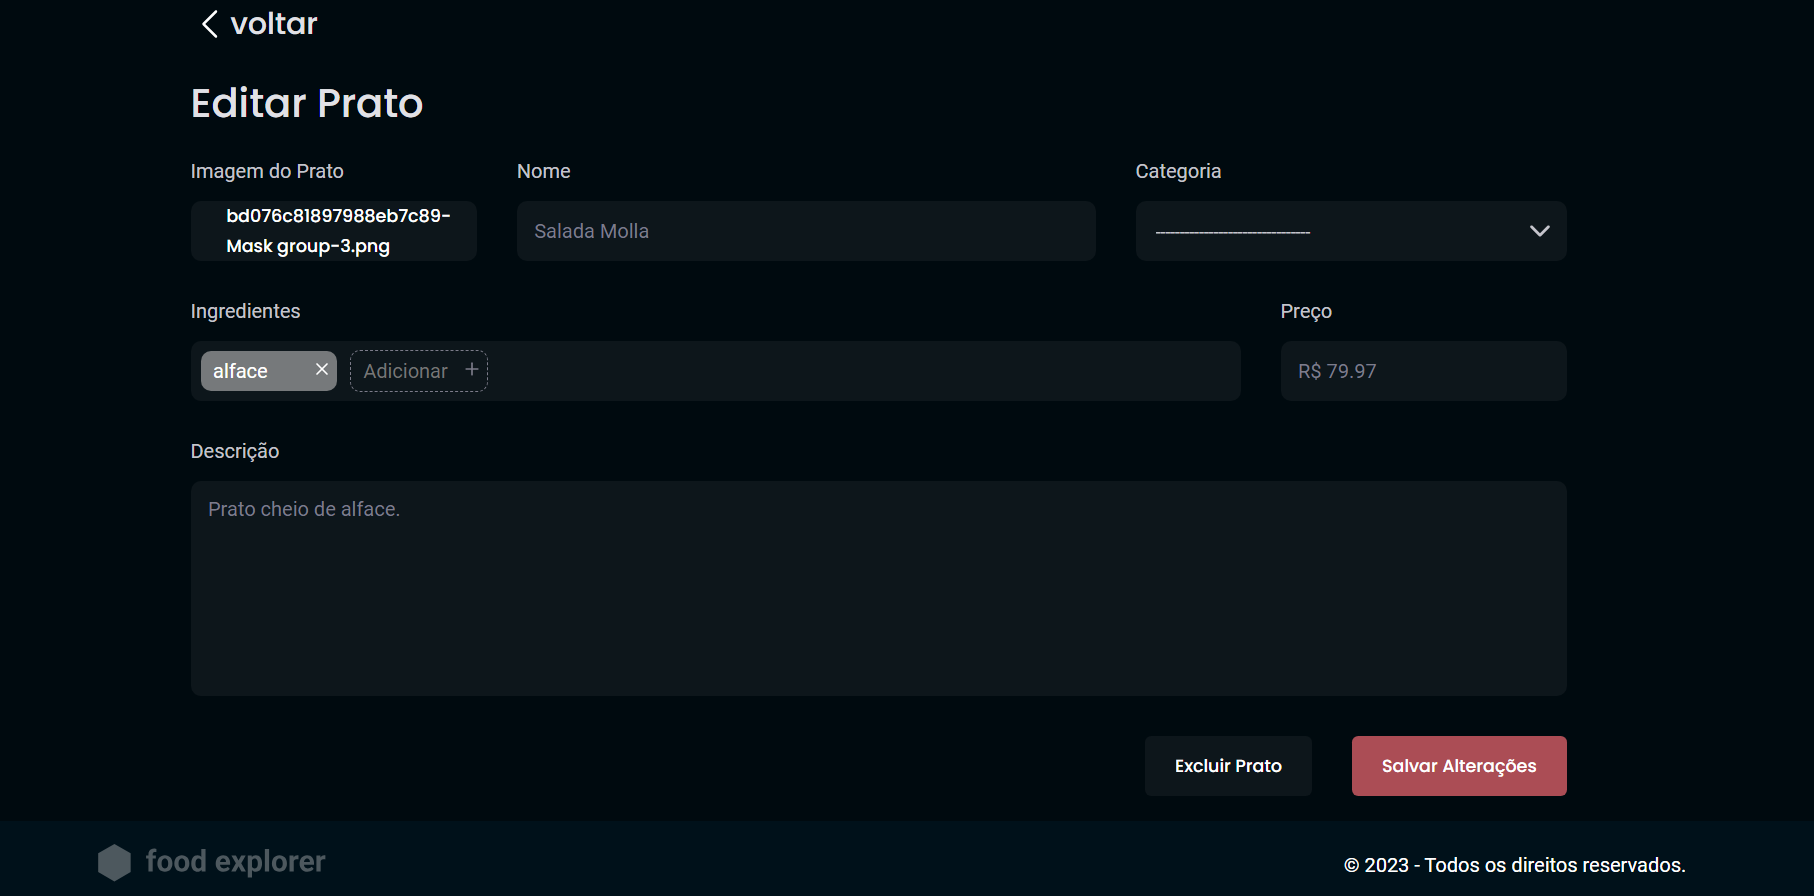 voltar
Editar Prato
Imagem do Prato
Nome
Categoria
bd076c81897988eb7c89-
Mask group-3.png
Salada Molla
-------------------------------
Ingredientes
Preço
alface
Adicionar +
R$ 79.97
Descrição
Prato cheio de alface.
Excluir Prato
Salvar Alterações
food explorer
© 2023 - Todos os direitos reservados.